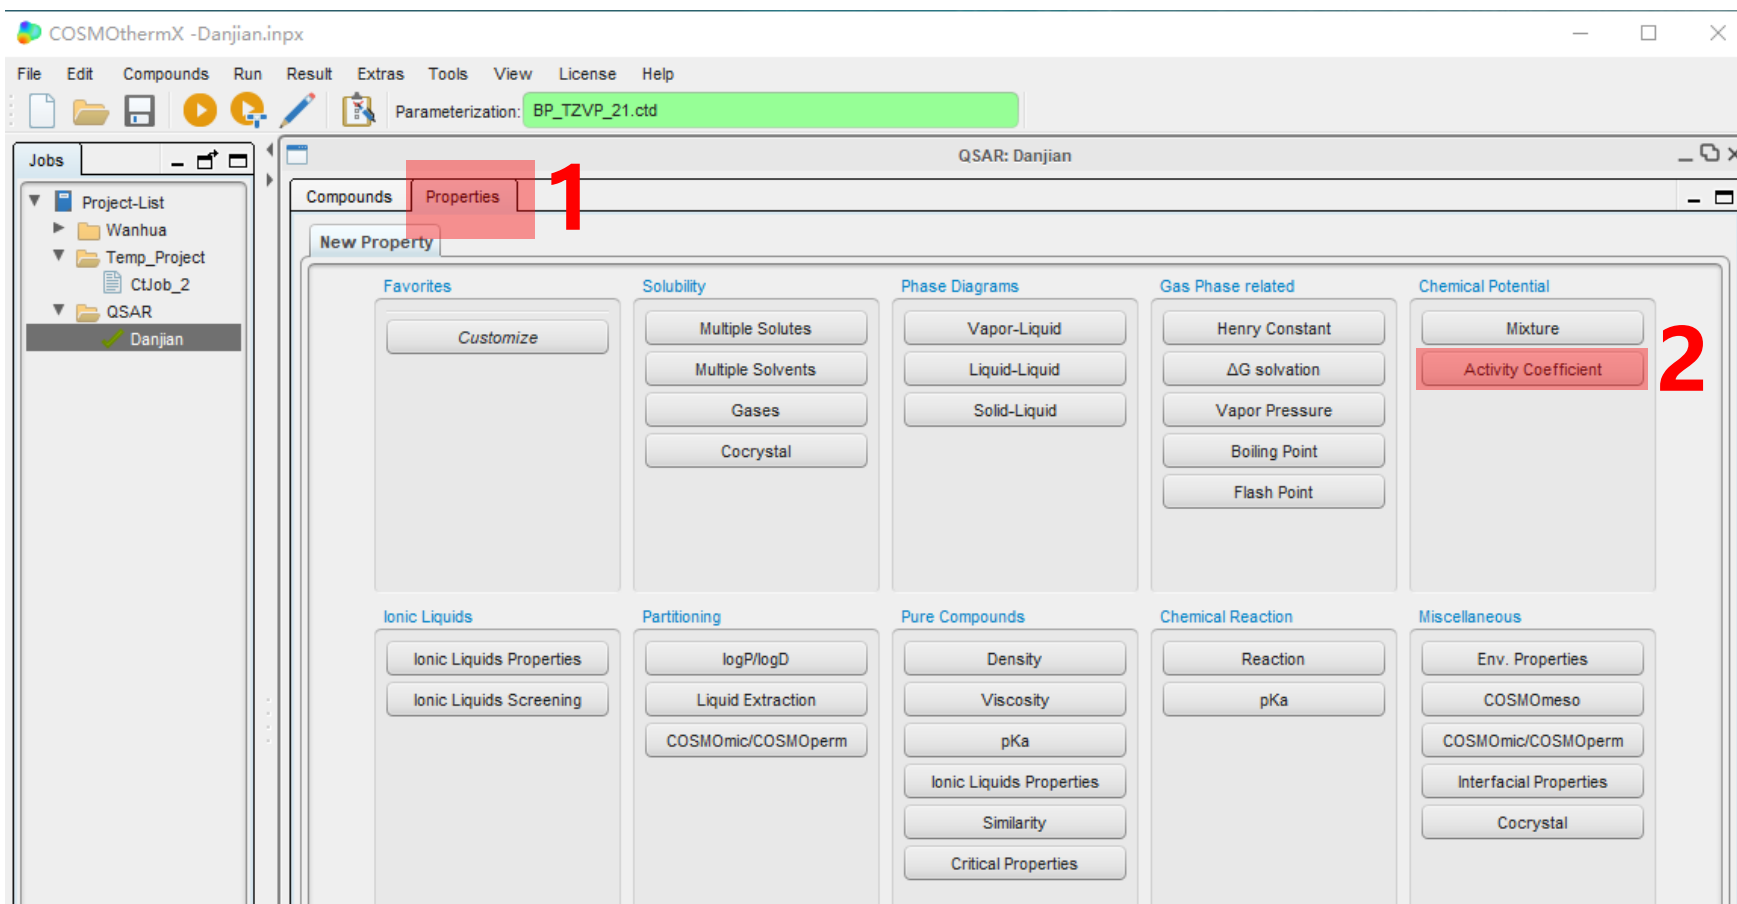 COSMOthermX -Danjian.inpx
File Edit Compounds Run Result Extras Tools View License Help
Parameterization: BP_TZVP_21.ctd
Jobs
Project-List
Wanhua
Temp_Project
CtJob_2
QSAR
Danjian
QSAR: Danjian
Compounds Properties 1
New Property
Favorites
Customize
Solubility
Multiple Solutes
Multiple Solvents
Gases
Cocrystal
Phase Diagrams
Vapor-Liquid
Liquid-Liquid
Solid-Liquid
Gas Phase related
Henry Constant
ΔG solvation
Vapor Pressure
Boiling Point
Flash Point
Chemical Potential
Mixture
Activity Coefficient 2
Ionic Liquids
Ionic Liquids Properties
Ionic Liquids Screening
Partitioning
logP/logD
Liquid Extraction
COSMOmic/COSMOperm
Pure Compounds
Density
Viscosity
pKa
Ionic Liquids Properties
Similarity
Critical Properties
Chemical Reaction
Reaction
pKa
Miscellaneous
Env. Properties
COSMOmeso
COSMOmic/COSMOperm
Interfacial Properties
Cocrystal